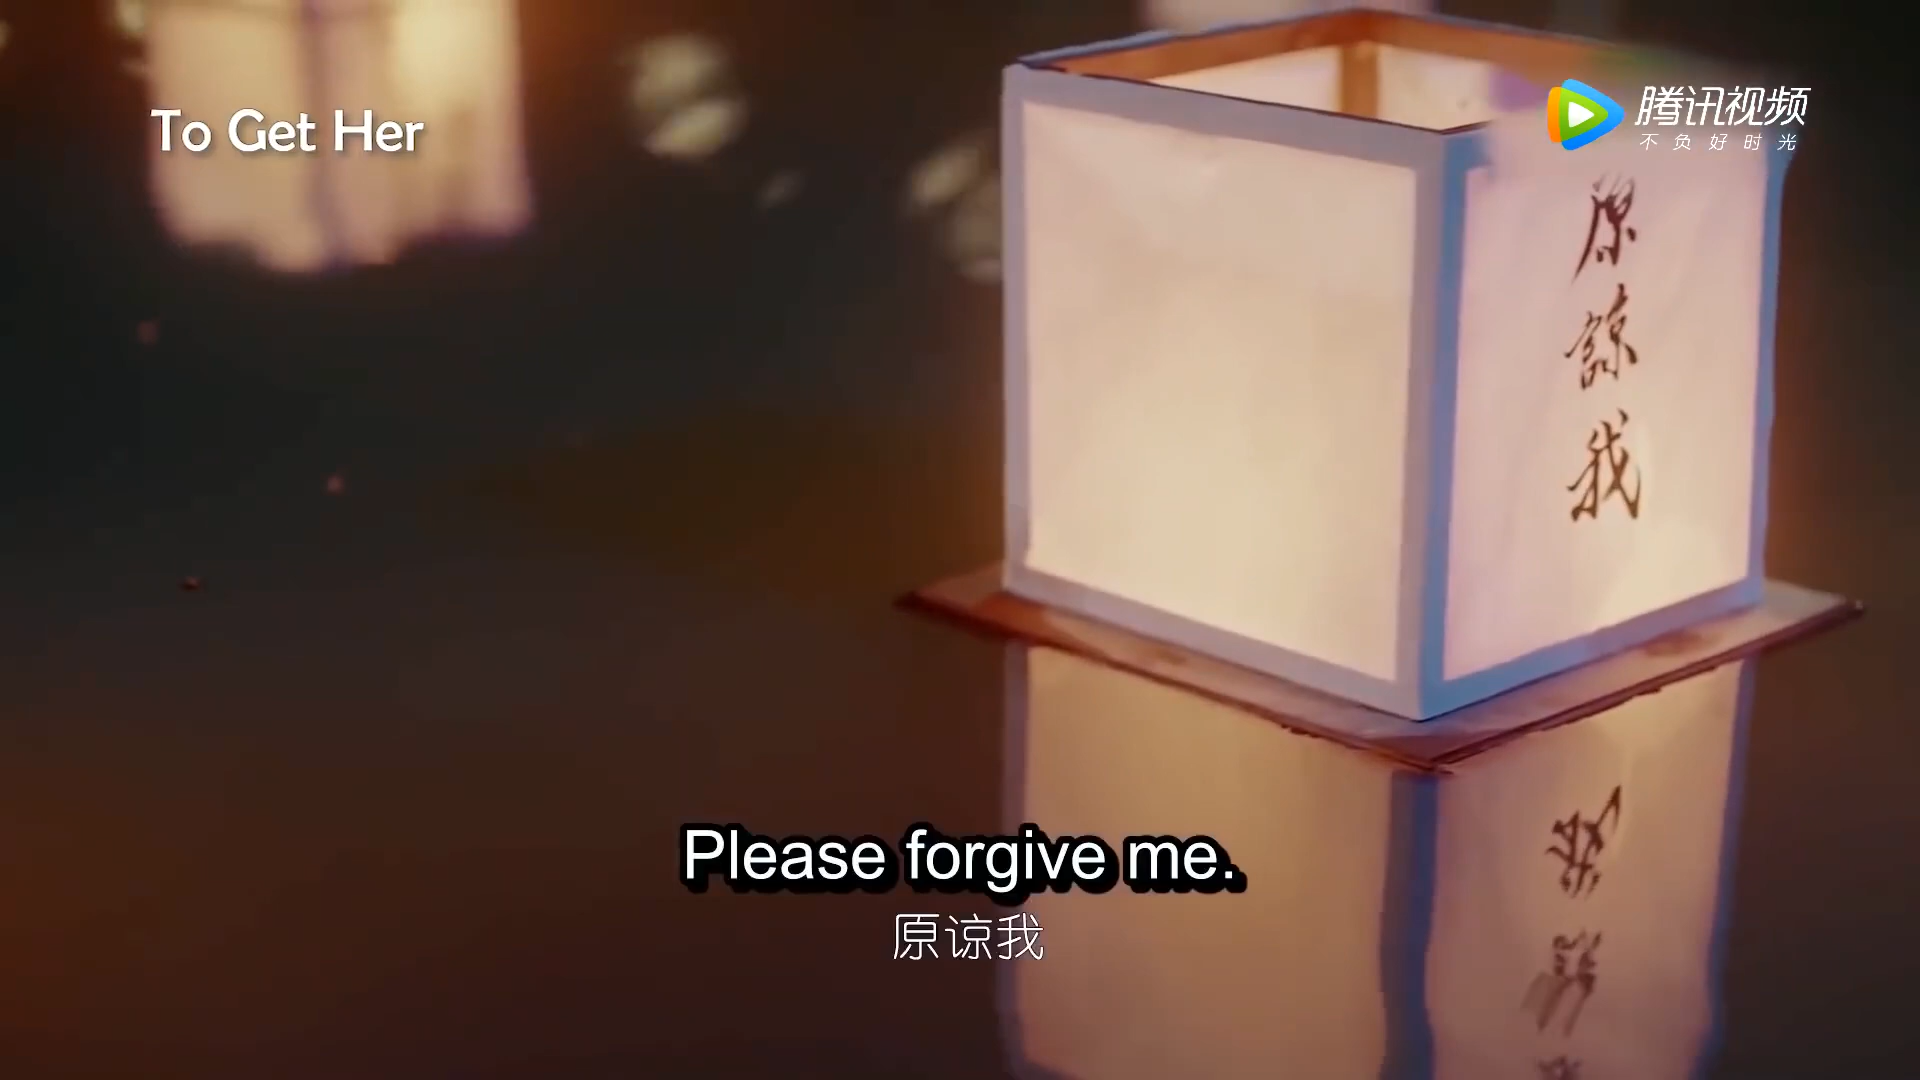 To Get Her
腾讯视频
不负好时光
原
諒
我
Please forgive me.
原谅我